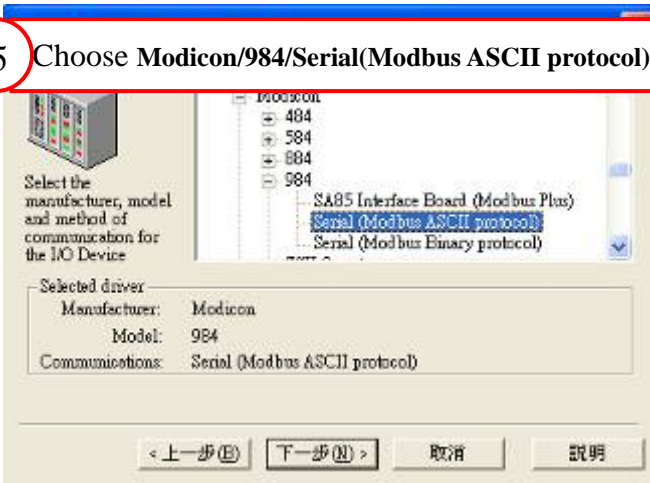 5 Choose Modicon/984/Serial(Modbus ASCII protocol)
Modicon
484
584
884
984
SA85 Interface Board (Modbus Plus)
Serial (Modbus ASCII protocol)
Serial (Modbus Binary protocol)
Select the
manufacturer, model
and method of
communication for
the I/O Device
Selected driver
Manufacturer: Modicon
Model: 984
Communications: Serial (Modbus ASCII protocol)
<上一步(B) 下一步(N)> 取消 説明